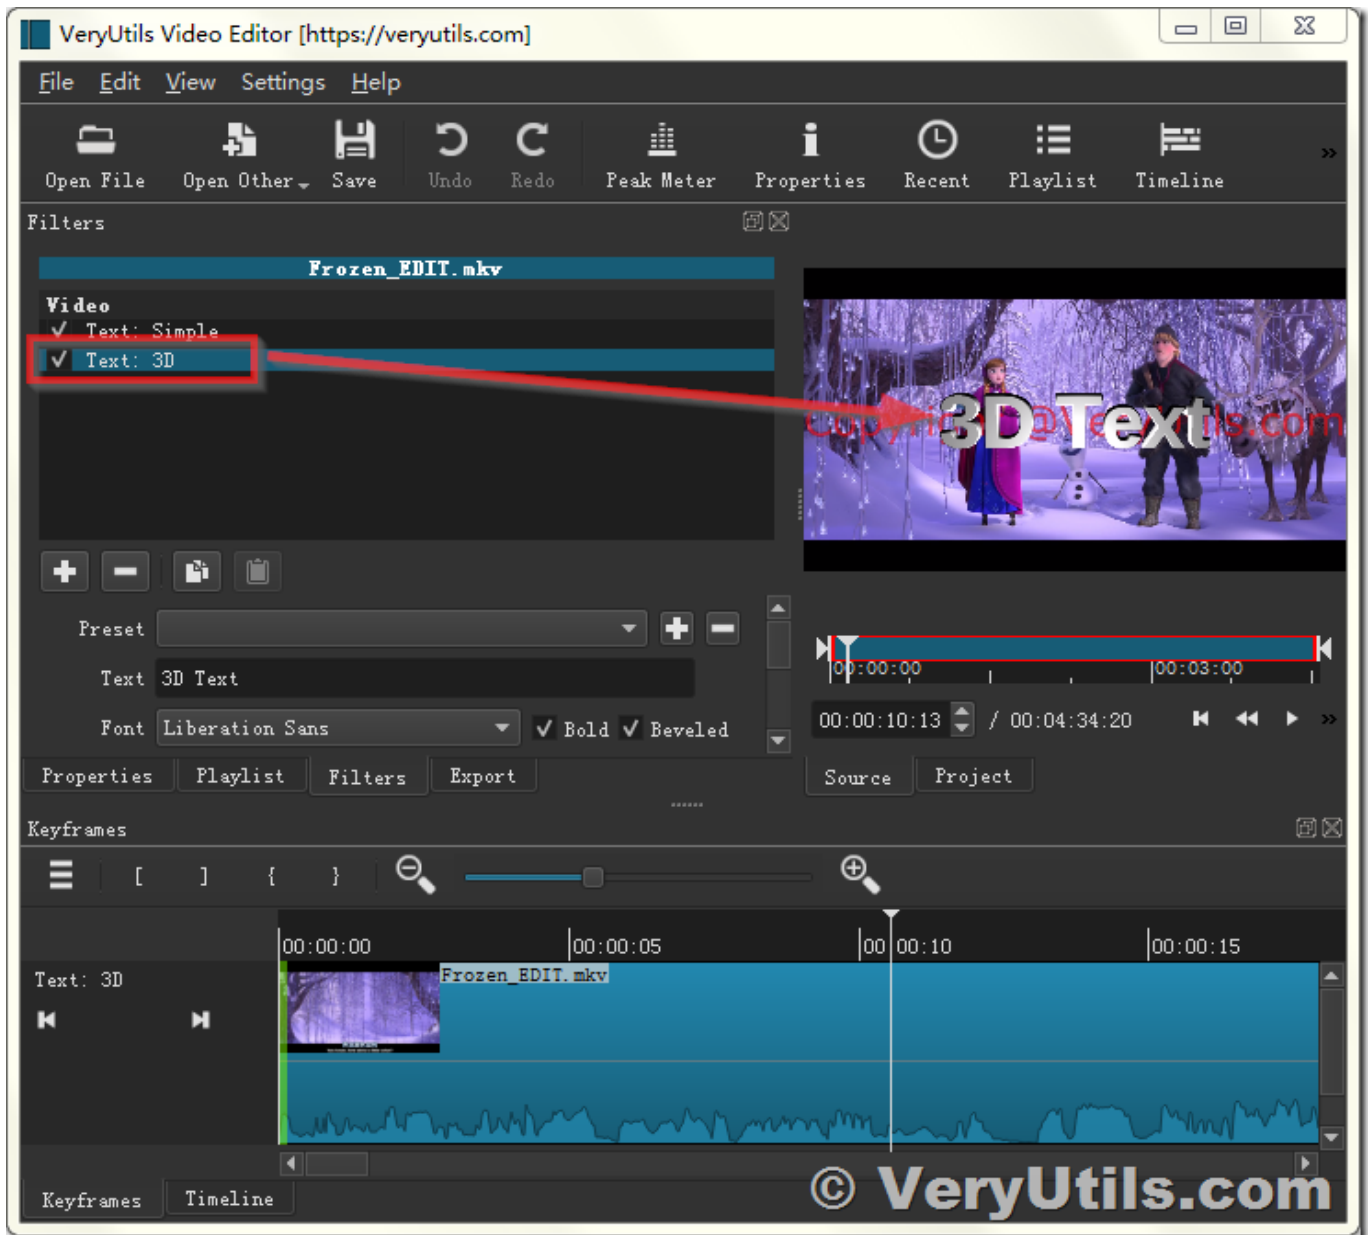 VeryUtils Video Editor [https://veryutils.com]
File Edit View Settings Help
Open File Open Other Save Undo Redo Peak Meter Properties Recent Playlist Timeline
Filters
Frozen_EDIT.mkv
Video
Text: Simple
Text: 3D
Copyri @VeryUtils.com
3D Text
Preset
Text 3D Text
Font Liberation Sans Bold Beveled
00:00:00 00:03:00
00:00:10:13 / 00:04:34:20
Properties Playlist Filters Export
Source Project
Keyframes
[ ] { }
00:00:00 00:00:05 00:00:10 00:00:15
Text: 3D
Frozen_EDIT.mkv
© VeryUtils.com
Keyframes Timeline